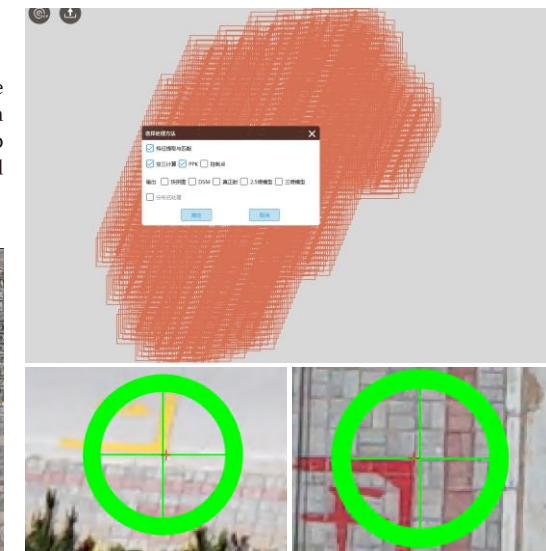 选择处理方法
特征提取与匹配
空三计算 PPK 控制点
输出 快拼图 DSM 真正射 2.5维模型 三维模型
分布式处理
取消